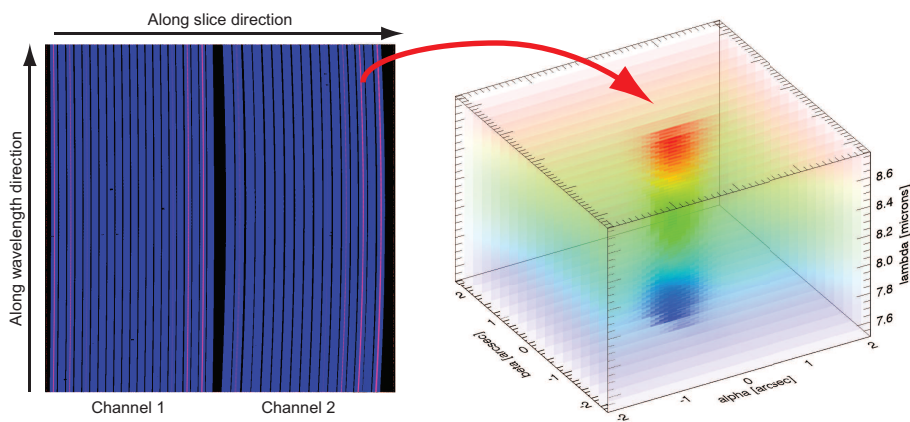 Along slice direction
Along wavelength direction
Channel 1
Channel 2
8.6
8.4
8.2
8.0
7.8
7.6
lambda [microns]
2
1
0
-1
-2
beta [arcsec]
-2
-1
0
1
2
alpha [arcsec]